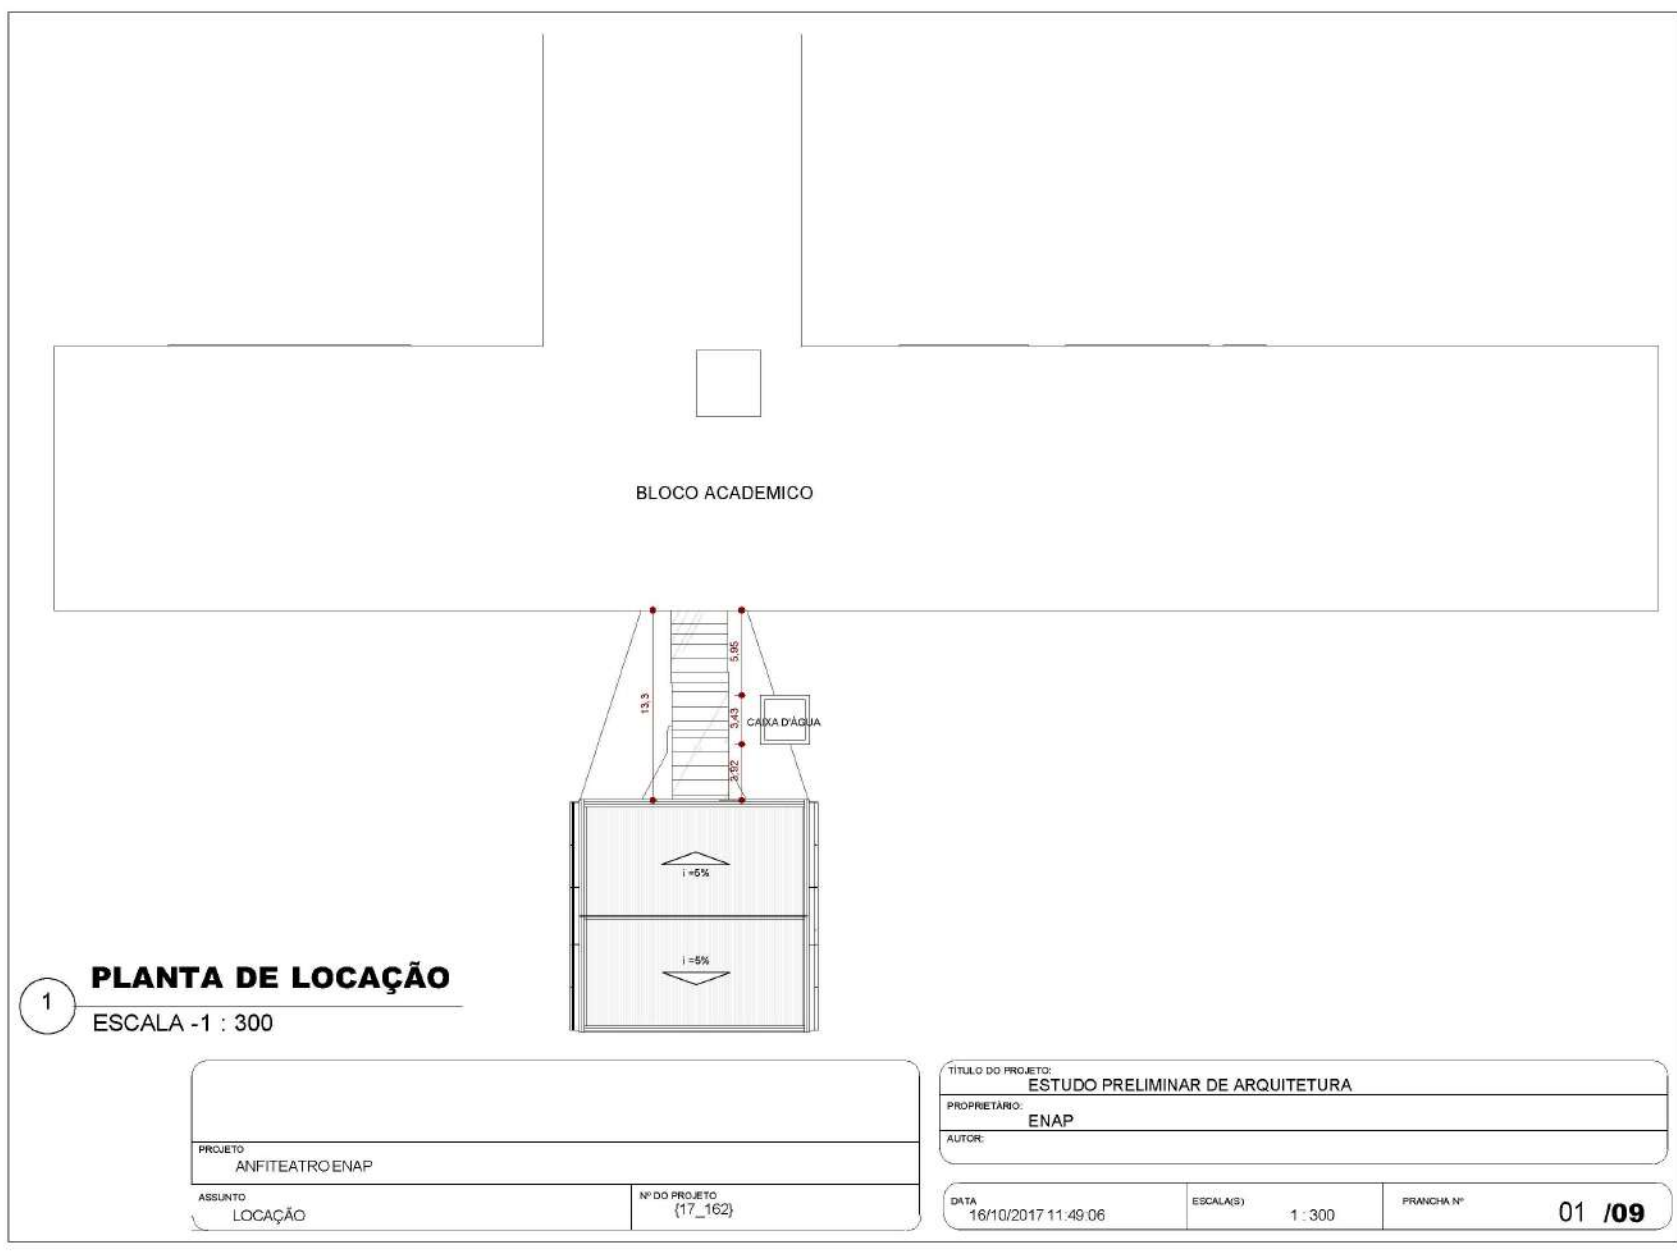 BLOCO ACADEMICO
5,95
13,3
3,43
CAIXA D'ÁGUA
3,92
i =5%
i =5%
1
PLANTA DE LOCAÇÃO
ESCALA -1 : 300
PROJETO
ANFITEATRO ENAP
ASSUNTO
LOCAÇÃO
Nº DO PROJETO
{17_162}
TÍTULO DO PROJETO:
ESTUDO PRELIMINAR DE ARQUITETURA
PROPRIETÁRIO:
ENAP
AUTOR:
DATA
16/10/2017 11:49:06
ESCALA(S)
1 : 300
PRANCHA Nº
01 /09